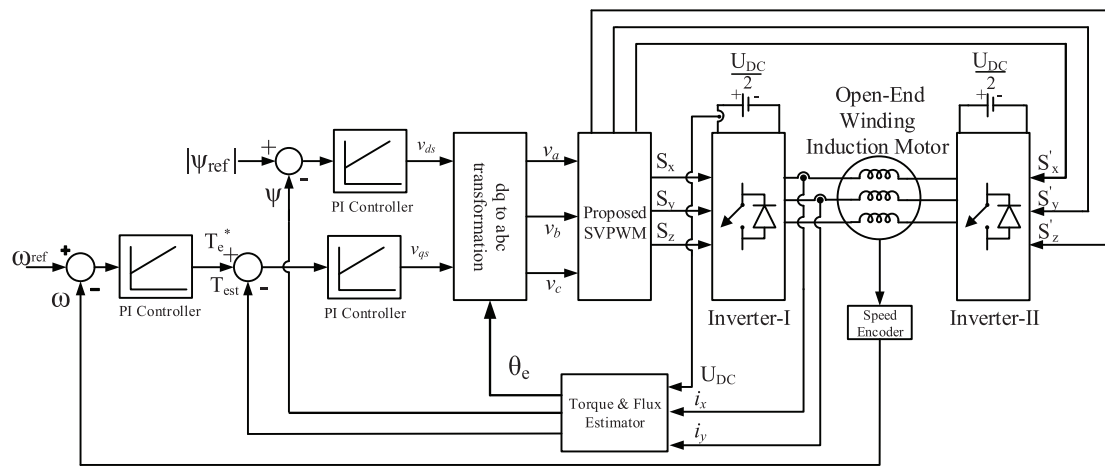 U_DC
2
+ -
U_DC
2
+ -
Open-End
Winding
Induction Motor
|ψ_ref|
+
-
ψ
PI Controller
v_ds
dq to abc
transformation
v_a
v_b
v_c
Proposed
SVPWM
S_x
S_y
S_z
S'_x
S'_y
S'_z
ω_ref
+
-
ω
PI Controller
T_e^*
+
-
T_est
PI Controller
v_qs
Inverter-I
Inverter-II
Speed
Encoder
θ_e
Torque & Flux
Estimator
U_DC
i_x
i_y